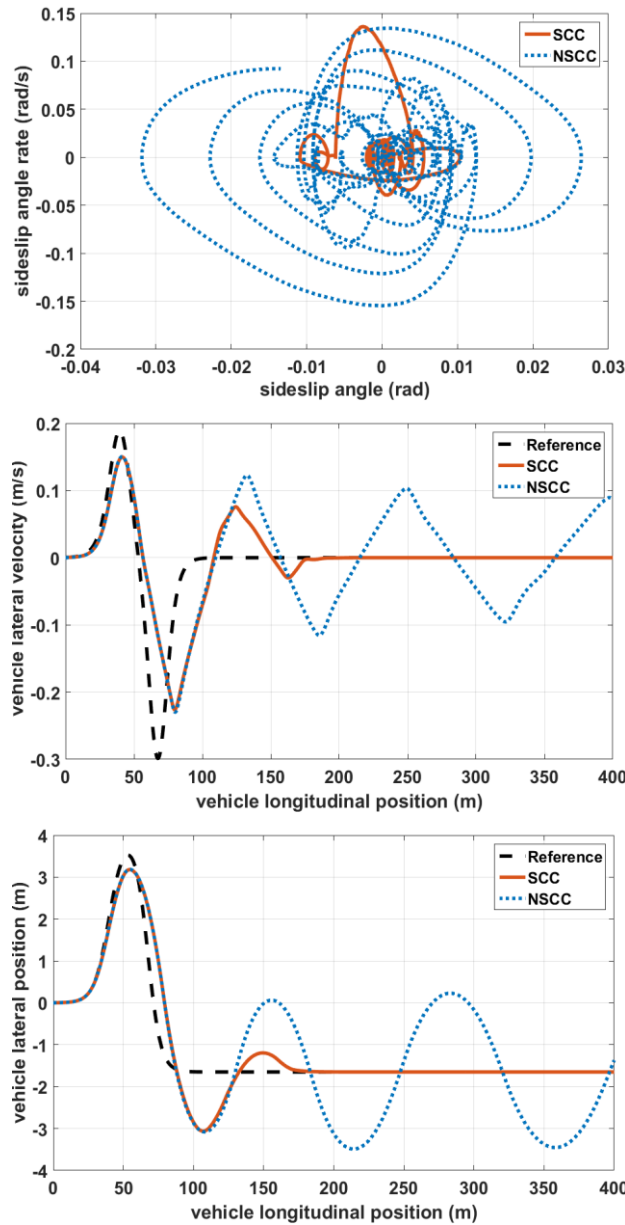 0.15
0.1
0.05
0
-0.05
-0.1
-0.15
-0.2
sideslip angle rate (rad/s)
SCC
NSCC
-0.04 -0.03 -0.02 -0.01 0 0.01 0.02 0.03
sideslip angle (rad)
0.2
0.1
0
-0.1
-0.2
-0.3
vehicle lateral velocity (m/s)
Reference
SCC
NSCC
0 50 100 150 200 250 300 350 400
vehicle longitudinal position (m)
4
3
2
-1
0
-1
-2
-3
-4
vehicle lateral position (m)
Reference
SCC
NSCC
0 50 100 150 200 250 300 350 400
vehicle longitudinal position (m)